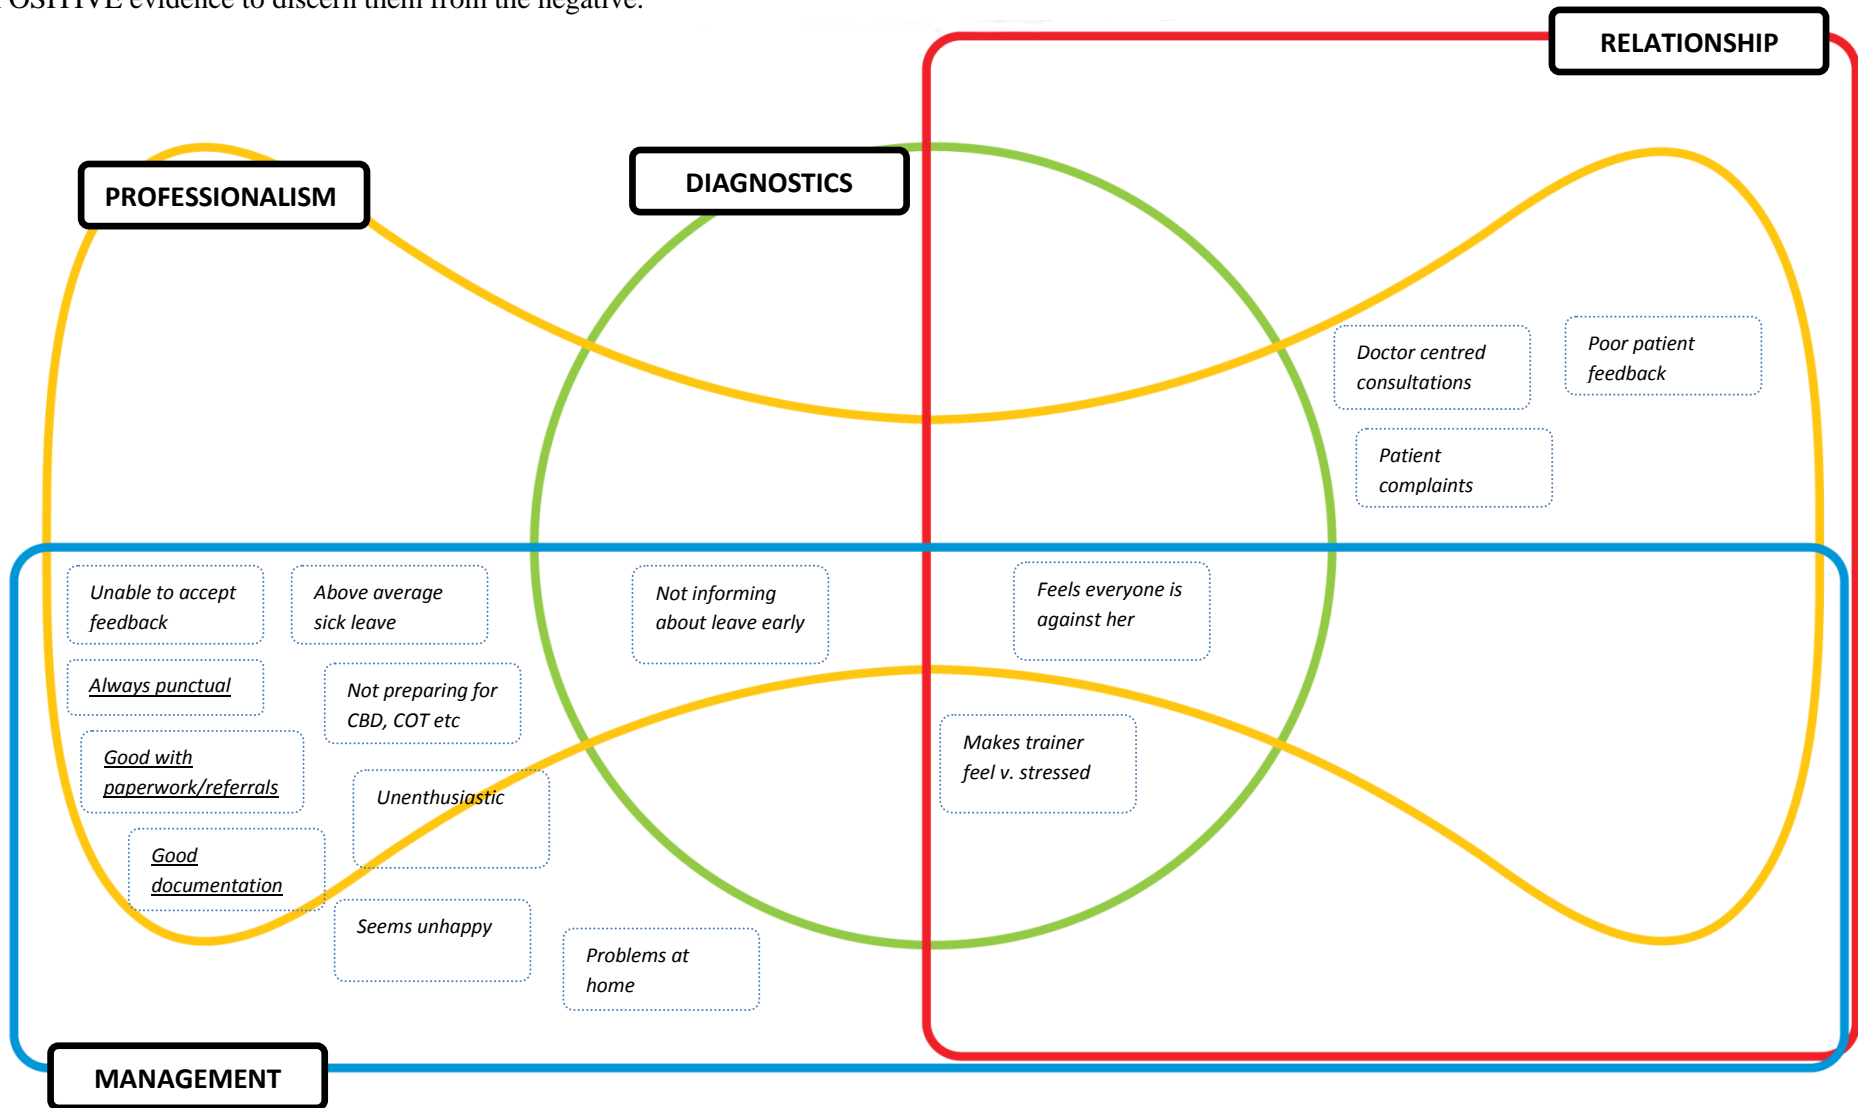 POSITIVE evidence to discern them from the negative.
RELATIONSHIP
PROFESSIONALISM
DIAGNOSTICS
Doctor centred
consultations
Poor patient
feedback
Patient
complaints
Unable to accept
feedback
Above average
sick leave
Not informing
about leave early
Feels everyone is
against her
Always punctual
Not preparing for
CBD, COT etc
Good with
paperwork/referrals
Makes trainer
feel v. stressed
Unenthusiastic
Good
documentation
Seems unhappy
Problems at
home
MANAGEMENT